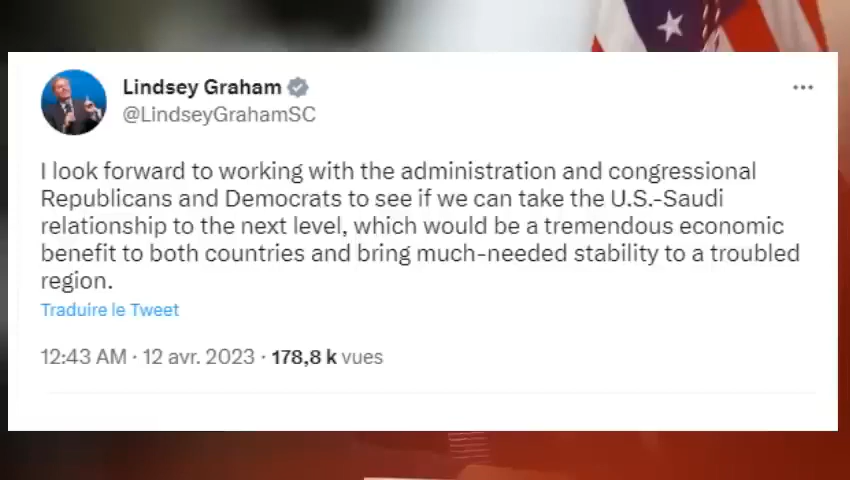 Lindsey Graham
@LindseyGrahamSC
I look forward to working with the administration and congressional
Republicans and Democrats to see if we can take the U.S.-Saudi
relationship to the next level, which would be a tremendous economic
benefit to both countries and bring much-needed stability to a troubled
region.
Traduire le Tweet
12:43 AM · 12 avr. 2023 · 178,8 k vues